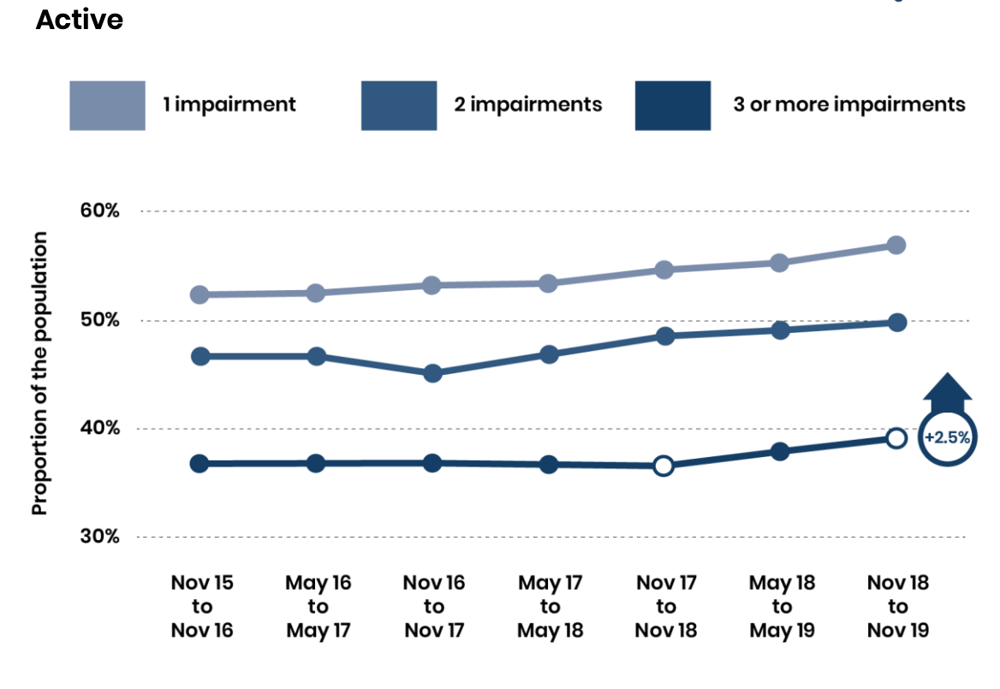 Active
1 impairment
2 impairments
3 or more impairments
Proportion of the population
60%
50%
40%
30%
+2.5%
Nov 15
to
Nov 16
May 16
to
May 17
Nov 16
to
Nov 17
May 17
to
May 18
Nov 17
to
Nov 18
May 18
to
May 19
Nov 18
to
Nov 19